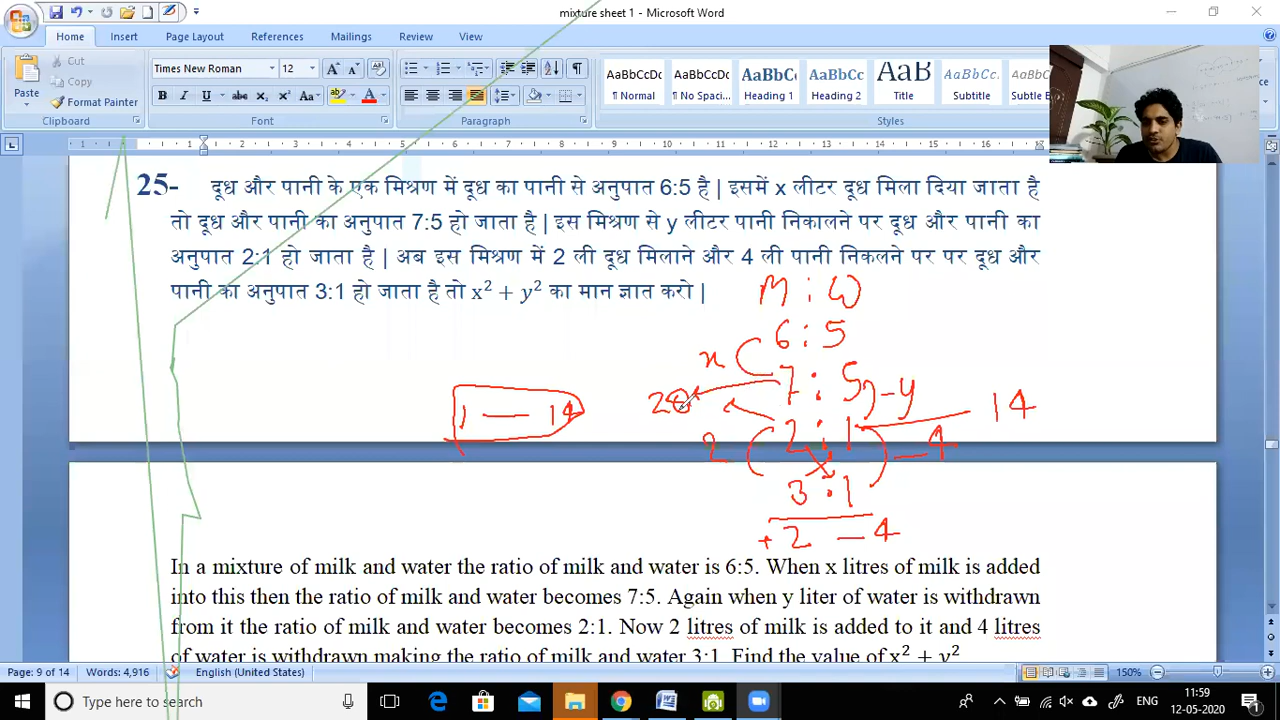 mixture sheet 1 - Microsoft Word
Home Insert Page Layout References Mailings Review View
Paste Cut Copy Format Painter
Times New Roman 12
AaBbCcDc AaBbCcDc AaBbCc AaBbCc AaB AaBbCc AaBbCc
¶ Normal ¶ No Spaci... Heading 1 Heading 2 Title Subtitle Subtle E
Clipboard Font Paragraph Styles
25- दूध और पानी के एक मिश्रण में दूध का पानी से अनुपात 6:5 है | इसमें x लीटर दूध मिला दिया जाता है
तो दूध और पानी का अनुपात 7:5 हो जाता है | इस मिश्रण से y लीटर पानी निकालने पर दूध और पानी का
अनुपात 2:1 हो जाता है | अब इस मिश्रण में 2 ली दूध मिलाने और 4 ली पानी निकलने पर पर दूध और
पानी का अनुपात 3:1 हो जाता है तो x² + y² का मान ज्ञात करो |
M : W
6 : 5
x
7 : 5 - y
28 1 — 14 14
2 2 : 1 - 4
3 : 1
+2 - 4
In a mixture of milk and water the ratio of milk and water is 6:5. When x litres of milk is added
into this then the ratio of milk and water becomes 7:5. Again when y liter of water is withdrawn
from it the ratio of milk and water becomes 2:1. Now 2 litres of milk is added to it and 4 litres
of water is withdrawn making the ratio of milk and water 3:1. Find the value of x² + y²
Page: 9 of 14 Words: 4,916 English (United States) 150%
Type here to search
ENG 11:59
12-05-2020